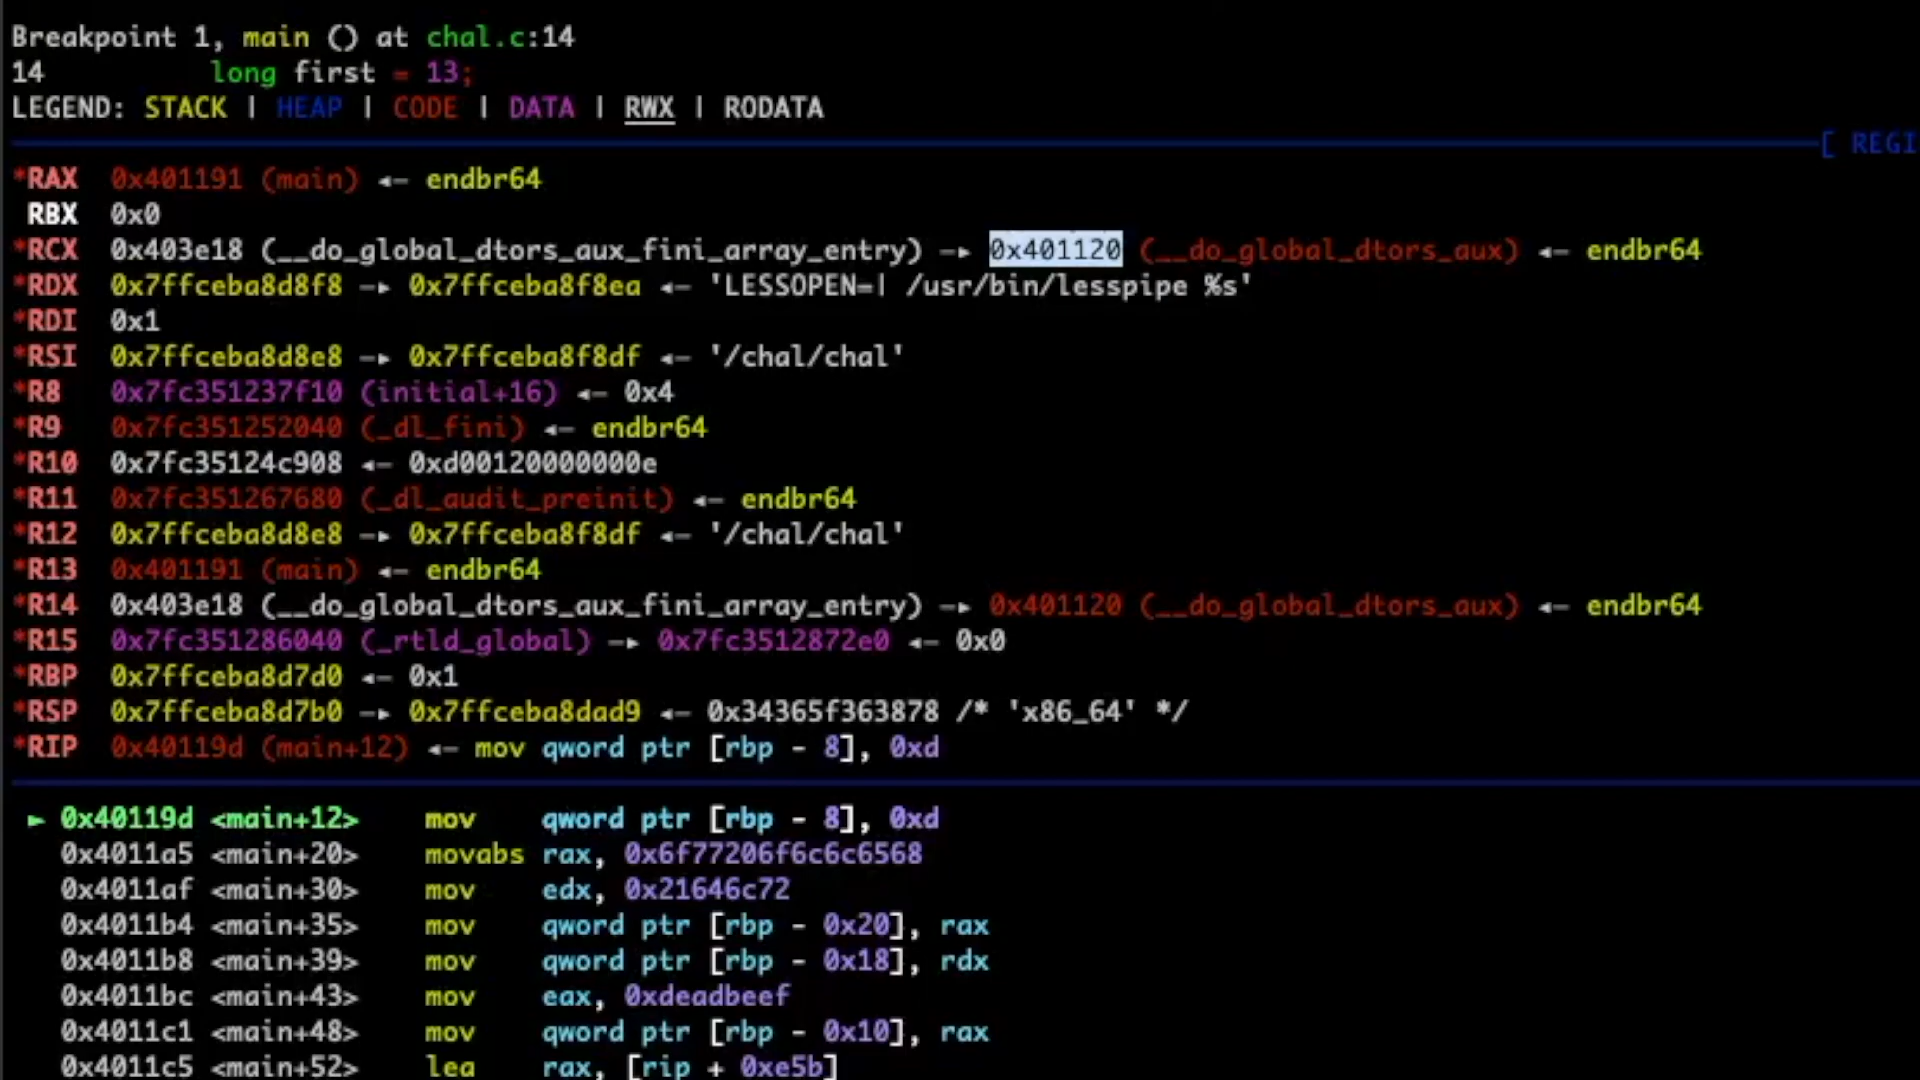 Breakpoint 1, main () at chal.c:14
14 long first = 13;
LEGEND: STACK | HEAP | CODE | DATA | RWX | RODATA
[ REGI
*RAX 0x401191 (main) ◂— endbr64
RBX 0x0
*RCX 0x403e18 (__do_global_dtors_aux_fini_array_entry) —▸ 0x401120 (__do_global_dtors_aux) ◂— endbr64
*RDX 0x7ffceba8d8f8 —▸ 0x7ffceba8f8ea ◂— 'LESSOPEN=| /usr/bin/lesspipe %s'
*RDI 0x1
*RSI 0x7ffceba8d8e8 —▸ 0x7ffceba8f8df ◂— '/chal/chal'
*R8 0x7fc351237f10 (initial+16) ◂— 0x4
*R9 0x7fc351252040 (_dl_fini) ◂— endbr64
*R10 0x7fc35124c908 ◂— 0xd00120000000e
*R11 0x7fc351267680 (_dl_audit_preinit) ◂— endbr64
*R12 0x7ffceba8d8e8 —▸ 0x7ffceba8f8df ◂— '/chal/chal'
*R13 0x401191 (main) ◂— endbr64
*R14 0x403e18 (__do_global_dtors_aux_fini_array_entry) —▸ 0x401120 (__do_global_dtors_aux) ◂— endbr64
*R15 0x7fc351286040 (_rtld_global) —▸ 0x7fc3512872e0 ◂— 0x0
*RBP 0x7ffceba8d7d0 ◂— 0x1
*RSP 0x7ffceba8d7b0 —▸ 0x7ffceba8dad9 ◂— 0x34365f363878 /* 'x86_64' */
*RIP 0x40119d (main+12) ◂— mov qword ptr [rbp - 8], 0xd
► 0x40119d <main+12> mov qword ptr [rbp - 8], 0xd
0x4011a5 <main+20> movabs rax, 0x6f77206f6c6c6568
0x4011af <main+30> mov edx, 0x21646c72
0x4011b4 <main+35> mov qword ptr [rbp - 0x20], rax
0x4011b8 <main+39> mov qword ptr [rbp - 0x18], rdx
0x4011bc <main+43> mov eax, 0xdeadbeef
0x4011c1 <main+48> mov qword ptr [rbp - 0x10], rax
0x4011c5 <main+52> lea rax, [rip + 0xe5b]